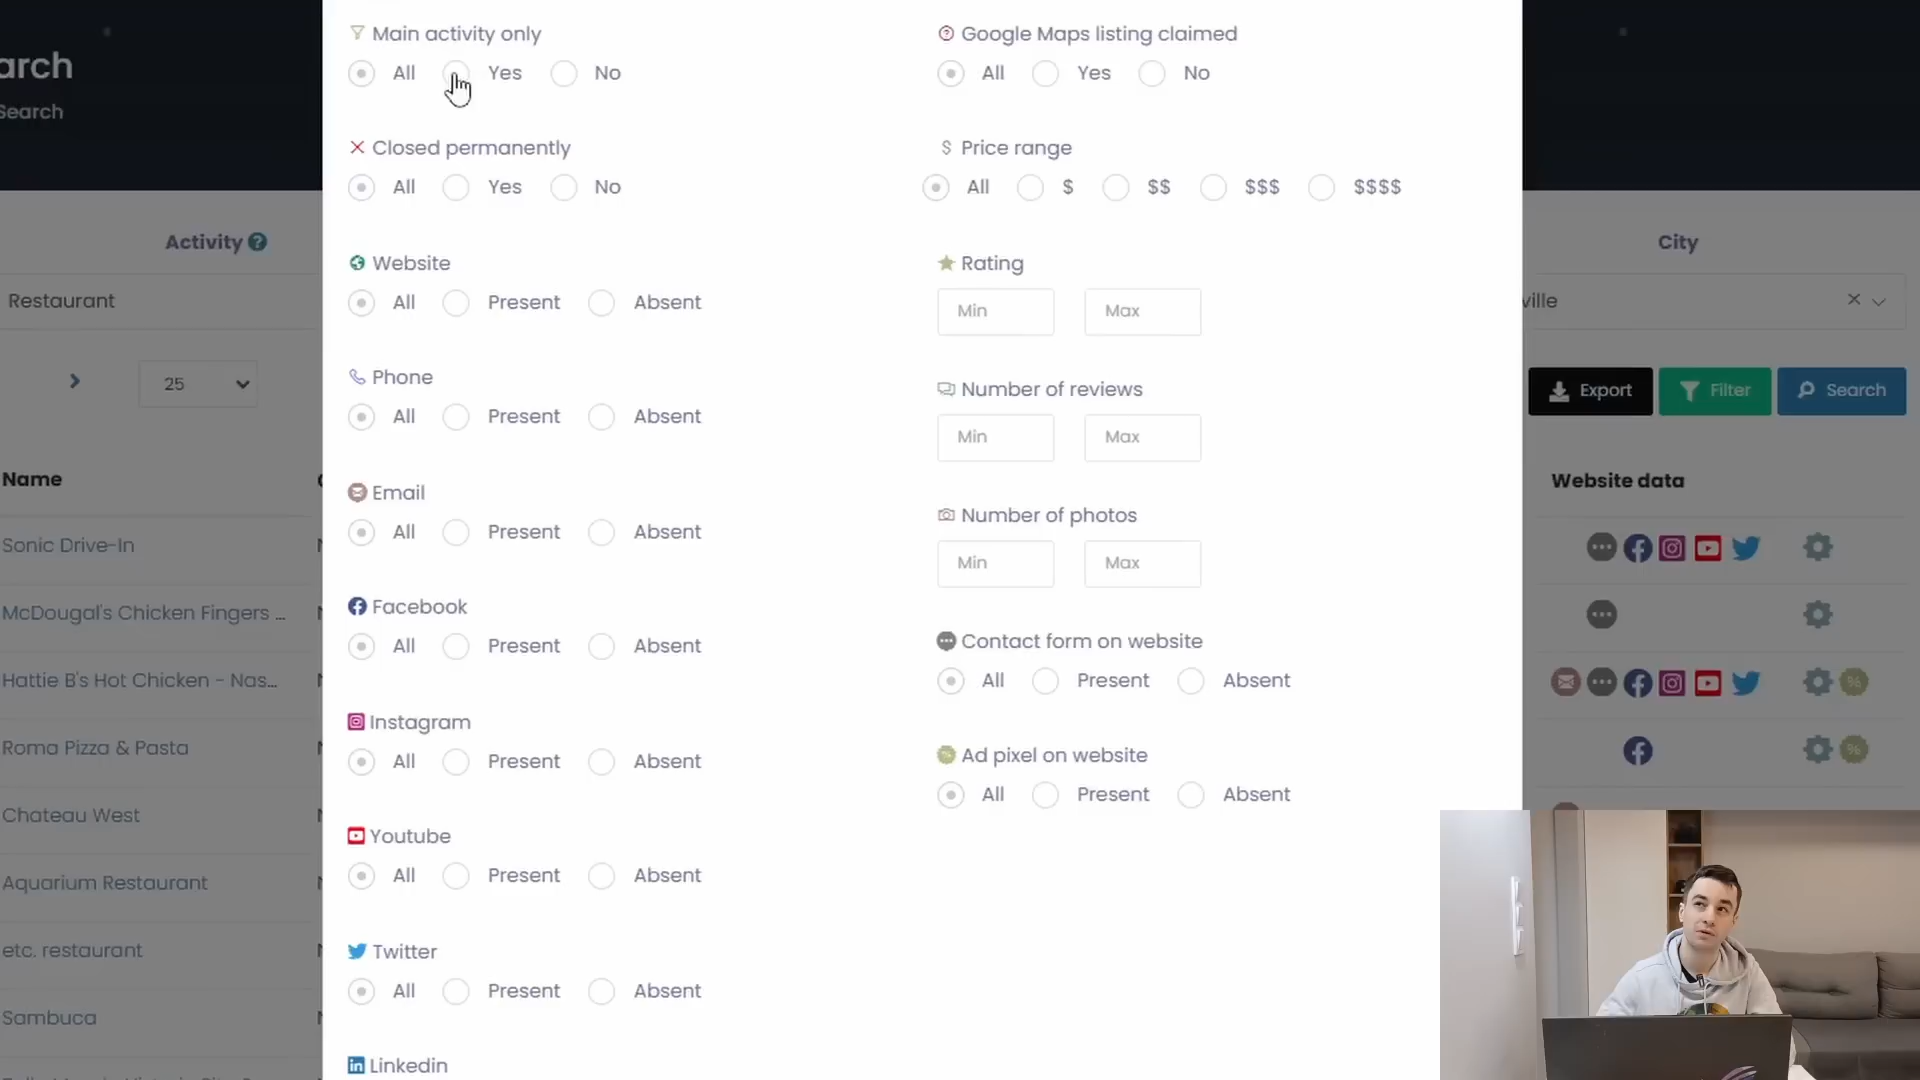 arch
Search
Activity
Restaurant
25
Name
Sonic Drive-In
McDougal's Chicken Fingers ...
Hattie B's Hot Chicken - Nas...
Roma Pizza & Pasta
Chateau West
Aquarium Restaurant
etc. restaurant
Sambuca
Main activity only
All Yes No
Closed permanently
All Yes No
Website
All Present Absent
Phone
All Present Absent
Email
All Present Absent
Facebook
All Present Absent
Instagram
All Present Absent
Youtube
All Present Absent
Twitter
All Present Absent
Linkedin
Google Maps listing claimed
All Yes No
Price range
All $ $$ $$$ $$$$
Rating
Min Max
Number of reviews
Min Max
Number of photos
Min Max
Contact form on website
All Present Absent
Ad pixel on website
All Present Absent
City
ville
Export Filter Search
Website data